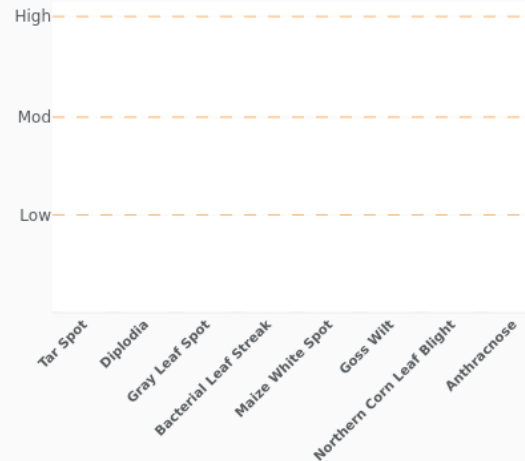 High
Mod
Low
Tar Spot
Diplodia
Gray Leaf Spot
Bacterial Leaf Streak
Maize White Spot
Goss Wilt
Northern Corn Leaf Blight
Anthracnose